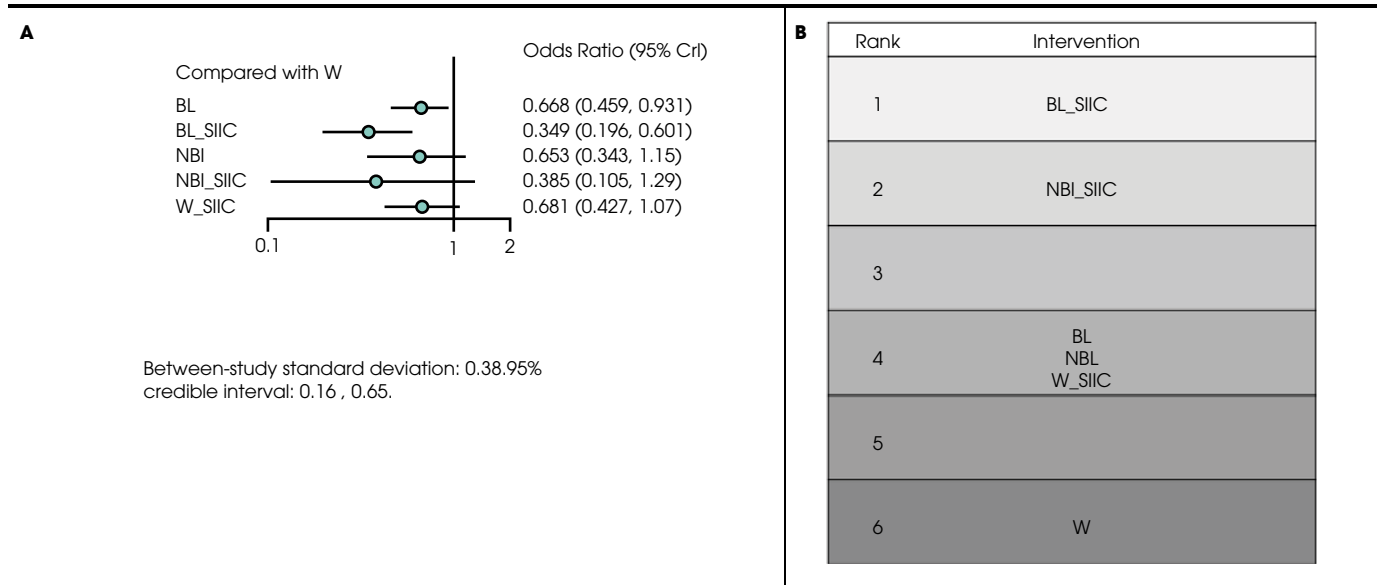 A
Odds Ratio (95% Crl)
Compared with W
BL 0.668 (0.459, 0.931)
BL_SIIC 0.349 (0.196, 0.601)
NBI 0.653 (0.343, 1.15)
NBI_SIIC 0.385 (0.105, 1.29)
W_SIIC 0.681 (0.427, 1.07)
0.1 1 2
Between-study standard deviation: 0.38.95%
credible interval: 0.16 , 0.65.
B
Rank Intervention
1 BL_SIIC
2 NBI_SIIC
3
BL
4 NBL
W_SIIC
5
6 W